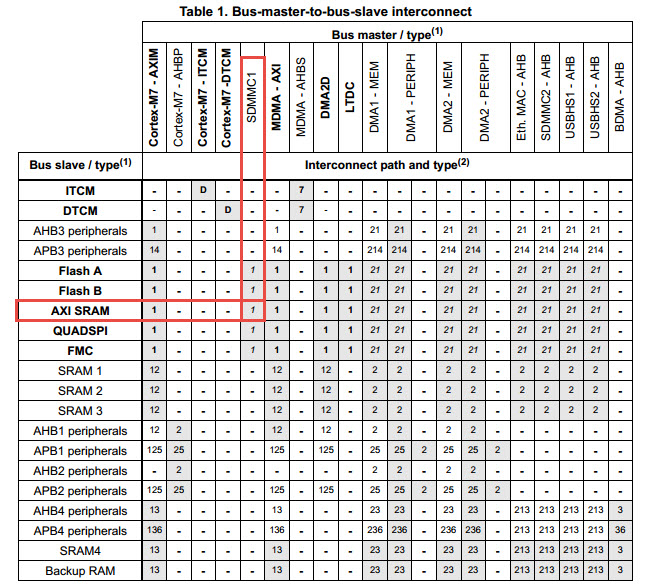 Table 1. Bus-master-to-bus-slave interconnect
Bus master / type(1)
Cortex-M7 - AXIM
Cortex-M7 - AHBP
Cortex-M7 - ITCM
Cortex-M7 -DTCM
SDMMC1
MDMA - AXI
MDMA - AHBS
DMA2D
LTDC
DMA1 - MEM
DMA1 - PERIPH
DMA2 - MEM
DMA2 - PERIPH
Eth. MAC - AHB
SDMMC2 - AHB
USBHS1 - AHB
USBHS2 - AHB
BDMA - AHB
Bus slave / type(1) Interconnect path and type(2)
ITCM - - D - - - 7 - - - - - - - - - - - - -
DTCM - - - D - - 7 - - - - - - - - - - - - -
AHB3 peripherals 1 - - - - 1 - - - 21 21 - 21 21 - 21 21 21 21 -
APB3 peripherals 14 - - - - 14 - - - 214 214 - 214 214 - 214 214 214 214 -
Flash A 1 - - - 1 1 - 1 1 21 21 - 21 21 - 21 21 21 21 -
Flash B 1 - - - 1 1 - 1 1 21 21 - 21 21 - 21 21 21 21 -
AXI SRAM 1 - - - 1 1 - 1 1 21 21 - 21 21 - 21 21 21 21 -
QUADSPI 1 - - - 1 1 - 1 1 21 21 - 21 21 - 21 21 21 21 -
FMC 1 - - - 1 1 - 1 1 21 21 - 21 21 - 21 21 21 21 -
SRAM 1 12 - - - - 12 - 12 - 2 2 - 2 2 - 2 2 2 2 -
SRAM 2 12 - - - - 12 - 12 - 2 2 - 2 2 - 2 2 2 2 -
SRAM 3 12 - - - - 12 - 12 - 2 2 - 2 2 - 2 2 2 2 -
AHB1 peripherals 12 2 - - - 12 - 12 - 2 2 - 2 2 - - - - - -
APB1 peripherals 125 25 - - - 125 - 125 - 25 25 2 25 25 2 - - - - -
AHB2 peripherals - 2 - - - - - - - 2 2 - 2 2 - - - - - -
APB2 peripherals 125 25 - - - 125 - 125 - 25 25 2 25 25 2 - - - - -
AHB4 peripherals 13 - - - - 13 - - - 23 23 - 23 23 - 213 213 213 213 3
APB4 peripherals 136 - - - - 136 - - - 236 236 - 236 236 - 213 213 213 213 36
SRAM4 13 - - - - 13 - - - 23 23 - 23 23 - 213 213 213 213 3
Backup RAM 13 - - - - 13 - - - 23 23 - 23 23 - 213 213 213 213 3